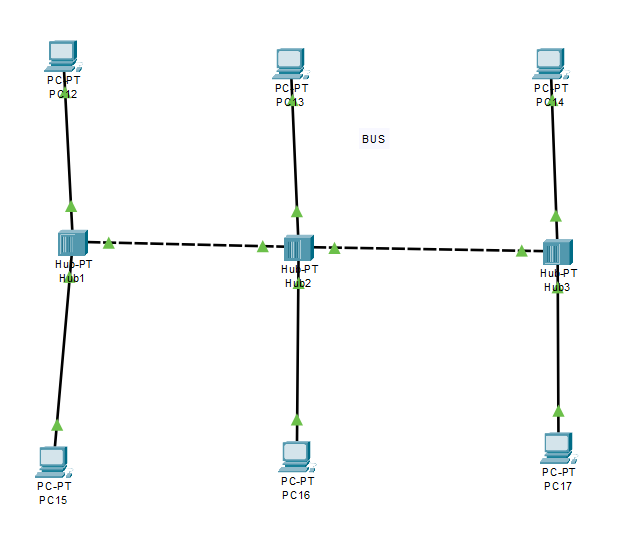 PC-PT
PC12
PC-PT
PC13
PC-PT
PC14
BUS
Hub-PT
Hub1
Hub-PT
Hub2
Hub-PT
Hub3
PC-PT
PC15
PC-PT
PC16
PC-PT
PC17